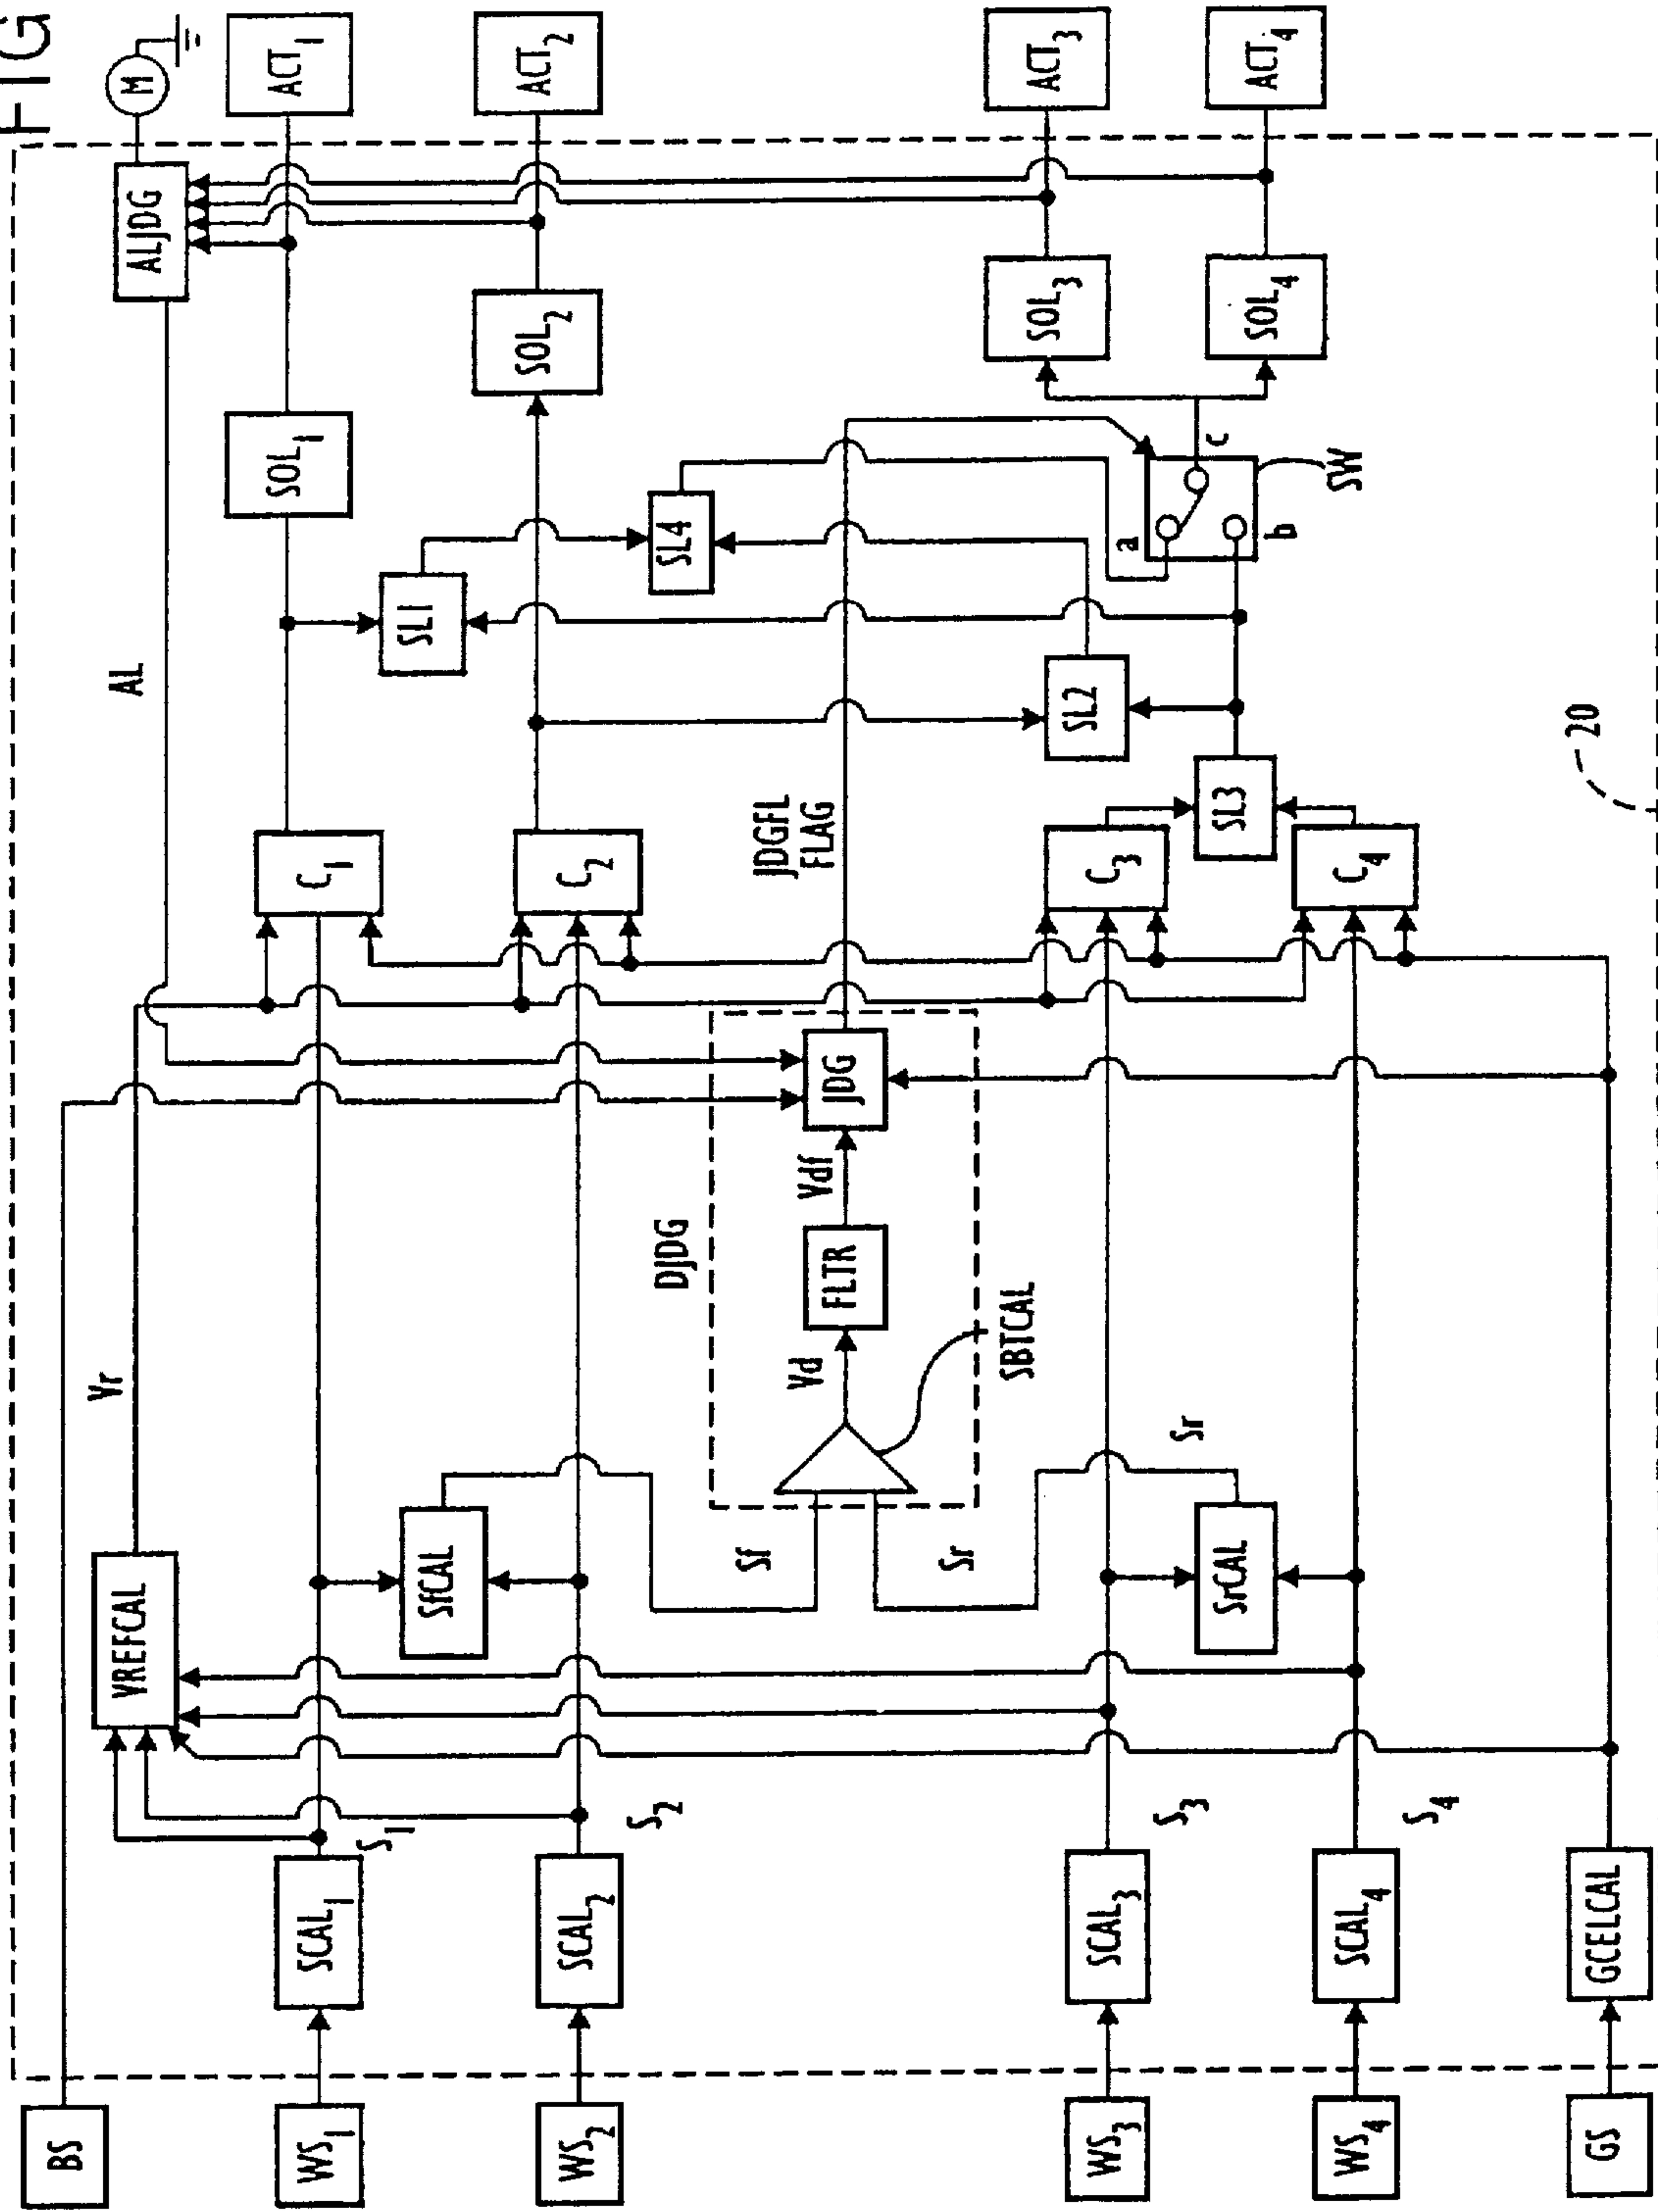 FIG
BS
WS1
WS2
WS3
WS4
GS
SCAL1
SCAL2
SCAL3
SCAL4
GCELCAL
S1
S2
S3
S4
VREFCAL
Vr
SfCAL
SrCAL
Sf
Sr
Sr
SBTCAL
DJDG
Vd
FLTR
Vdf
JDG
JDGFL
FLAG
AL
C1
C2
C3
C4
SL1
SL2
SL3
SL4
a
b
c
SW
SOL1
SOL2
SOL3
SOL4
ALJDG
M
ACT1
ACT2
ACT3
ACT4
20